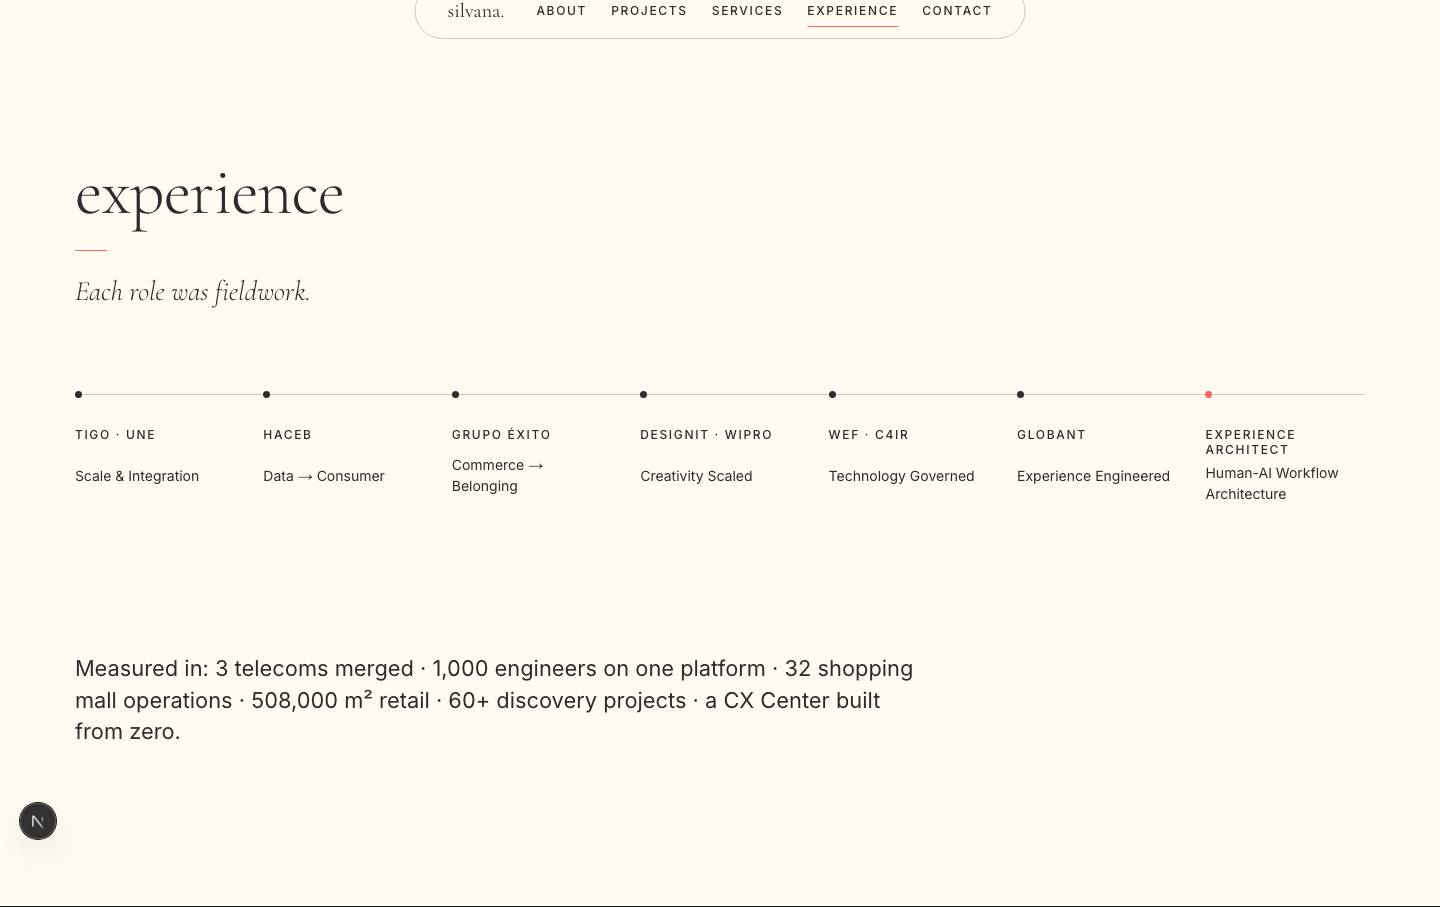 silvana. ABOUT PROJECTS SERVICES EXPERIENCE CONTACT
experience
Each role was fieldwork.
TIGO · UNE
Scale & Integration
HACEB
Data → Consumer
GRUPO ÉXITO
Commerce →
Belonging
DESIGNIT · WIPRO
Creativity Scaled
WEF · C4IR
Technology Governed
GLOBANT
Experience Engineered
EXPERIENCE
ARCHITECT
Human-AI Workflow
Architecture
Measured in: 3 telecoms merged · 1,000 engineers on one platform · 32 shopping
mall operations · 508,000 m² retail · 60+ discovery projects · a CX Center built
from zero.
N